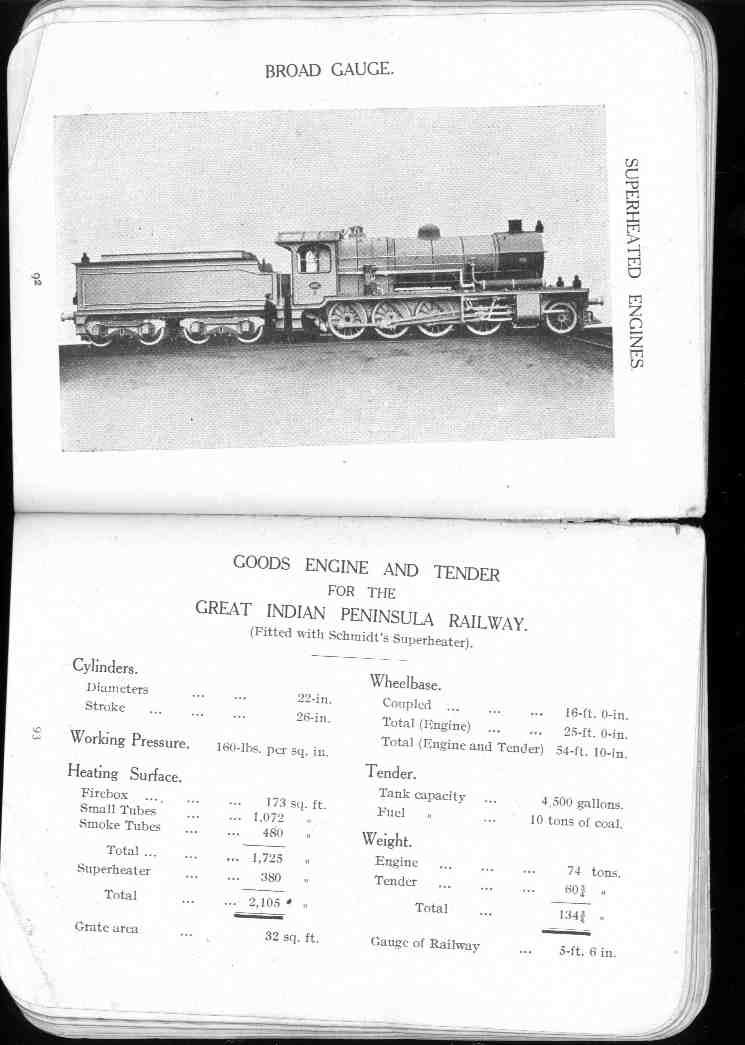 BROAD GAUGE.
SUPERHEATED ENGINES.
92
GOODS ENGINE AND TENDER
FOR THE
GREAT INDIAN PENINSULA RAILWAY.
(Fitted with Schmidt's Superheater).
Cylinders.
Diameters ... ... 22-in.
Stroke ... ... ... 26-in.
Working Pressure. 160-lbs. per sq. in.
Heating Surface.
Firebox ... ... ... 173 sq. ft.
Small Tubes ... ... 1,072 "
Smoke Tubes ... ... 480 "
Total ... ... ... 1,725 "
Superheater ... ... 380 "
Total ... ... 2,105 "
Grate area ... 32 sq. ft.
Wheelbase.
Coupled ... ... ... 16-ft. 0-in.
Total (Engine) ... ... 25-ft. 0-in.
Total (Engine and Tender) 54-ft. 10-in.
Tender.
Tank capacity ... 4,500 gallons.
Fuel " ... 10 tons of coal.
Weight.
Engine ... ... ... 74 tons.
Tender ... ... ... 60¾ "
Total ... 134¾ "
Gauge of Railway ... 5-ft. 6 in.
93